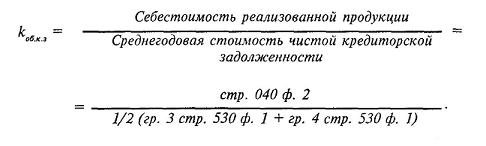 k об.к.з = Себестоимость реализованной продукции =
Среднегодовая стоимость чистой кредиторской
задолженности
= стр. 040 ф. 2
1/2 (гр. 3 стр. 530 ф. 1 + гр. 4 стр. 530 ф. 1) .